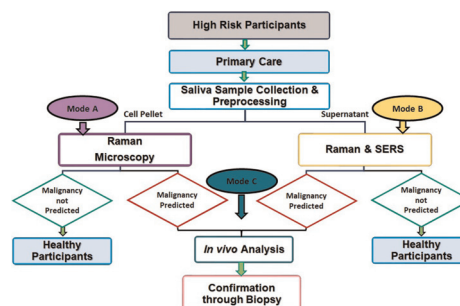 High Risk Participants
Primary Care
Saliva Sample Collection &
Preprocessing
Mode A
Cell Pellet
Supernatant
Mode B
Raman
Microscopy
Mode C
Raman & SERS
Malignancy
not
Predicted
Malignancy
Predicted
Malignancy
Predicted
Malignancy
not
Predicted
Healthy
Participants
In vivo Analysis
Healthy
Participants
Confirmation
through Biopsy